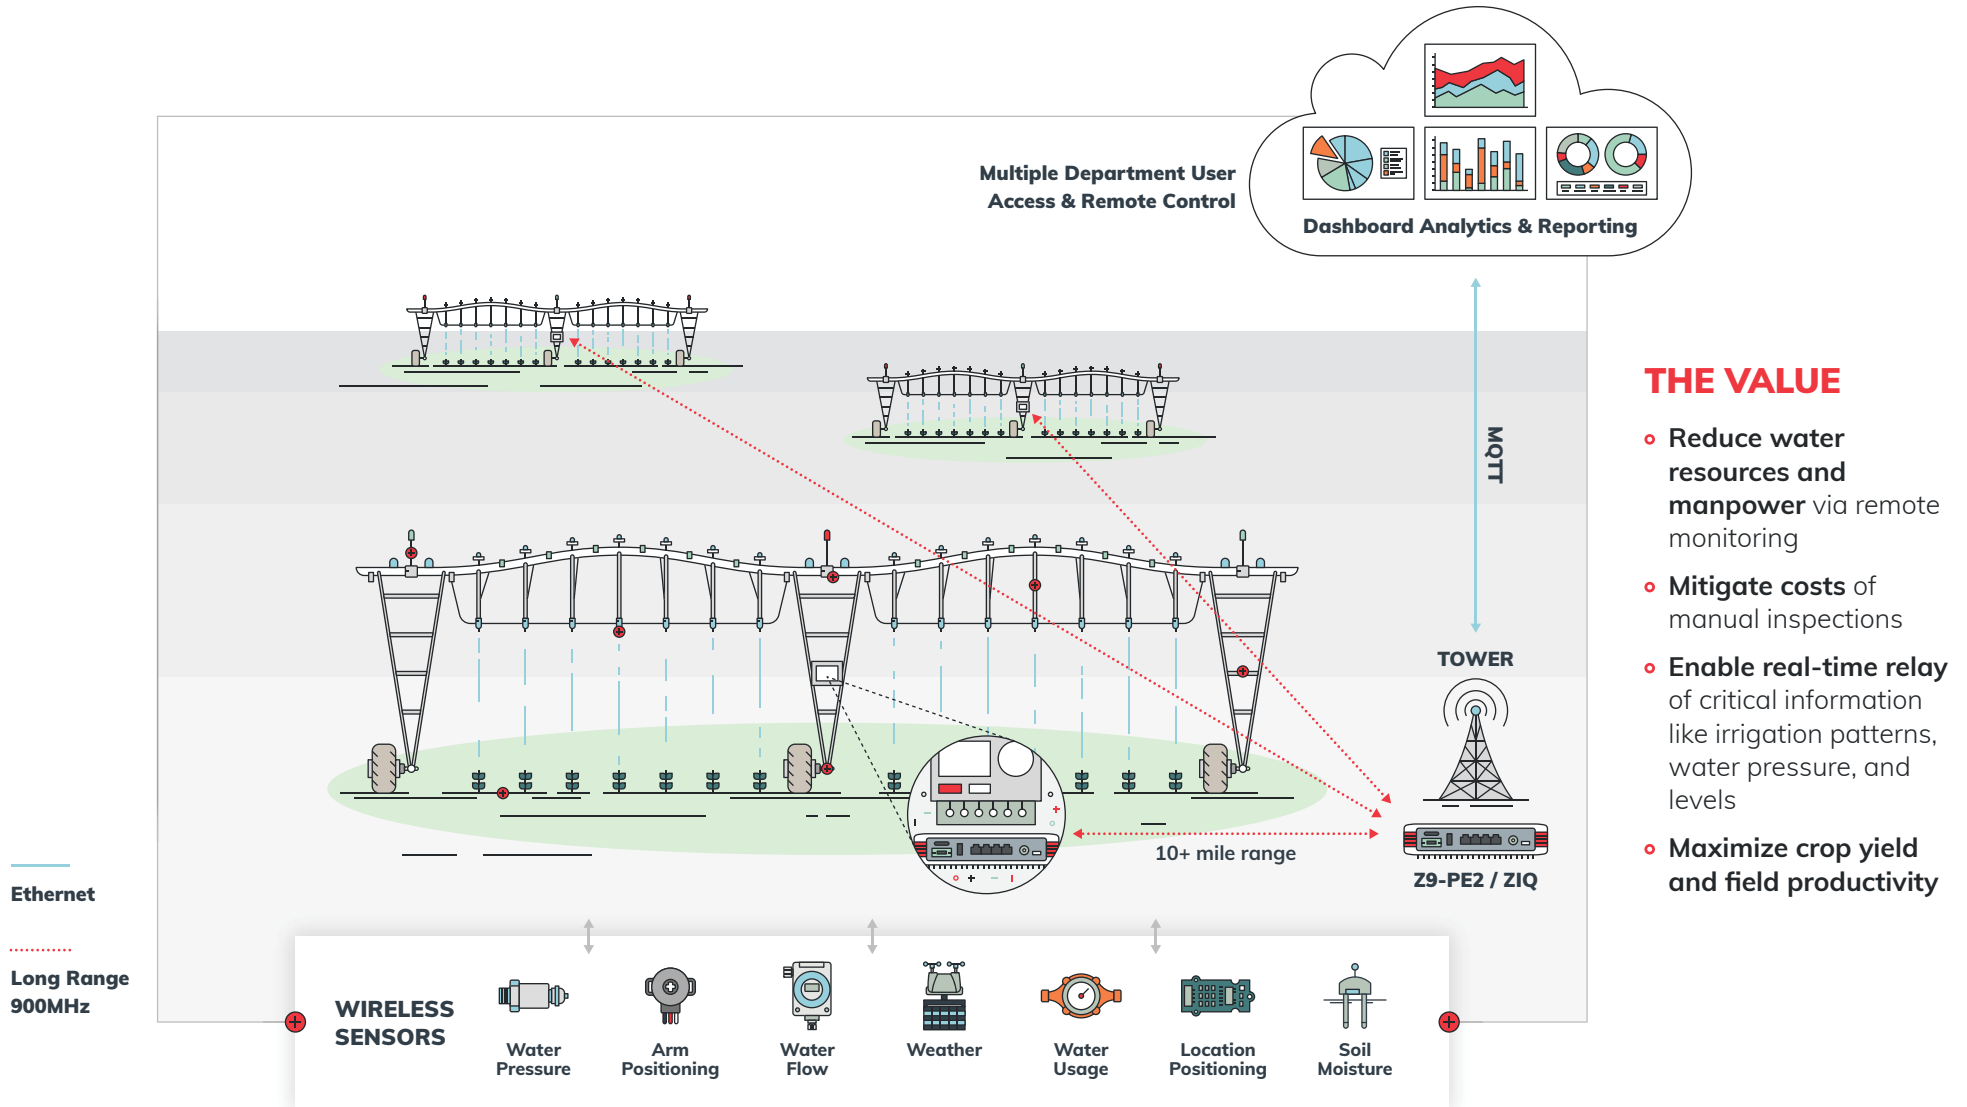 Multiple Department User
Access & Remote Control
Dashboard Analytics & Reporting
MQTT
TOWER
Z9-PE2 / ZIQ
10+ mile range
THE VALUE
Reduce water
resources and
manpower via remote
monitoring
Mitigate costs of
manual inspections
Enable real-time relay
of critical information
like irrigation patterns,
water pressure, and
levels
Maximize crop yield
and field productivity
Ethernet
Long Range
900MHz
WIRELESS
SENSORS
Water
Pressure
Arm
Positioning
Water
Flow
Weather
Water
Usage
Location
Positioning
Soil
Moisture